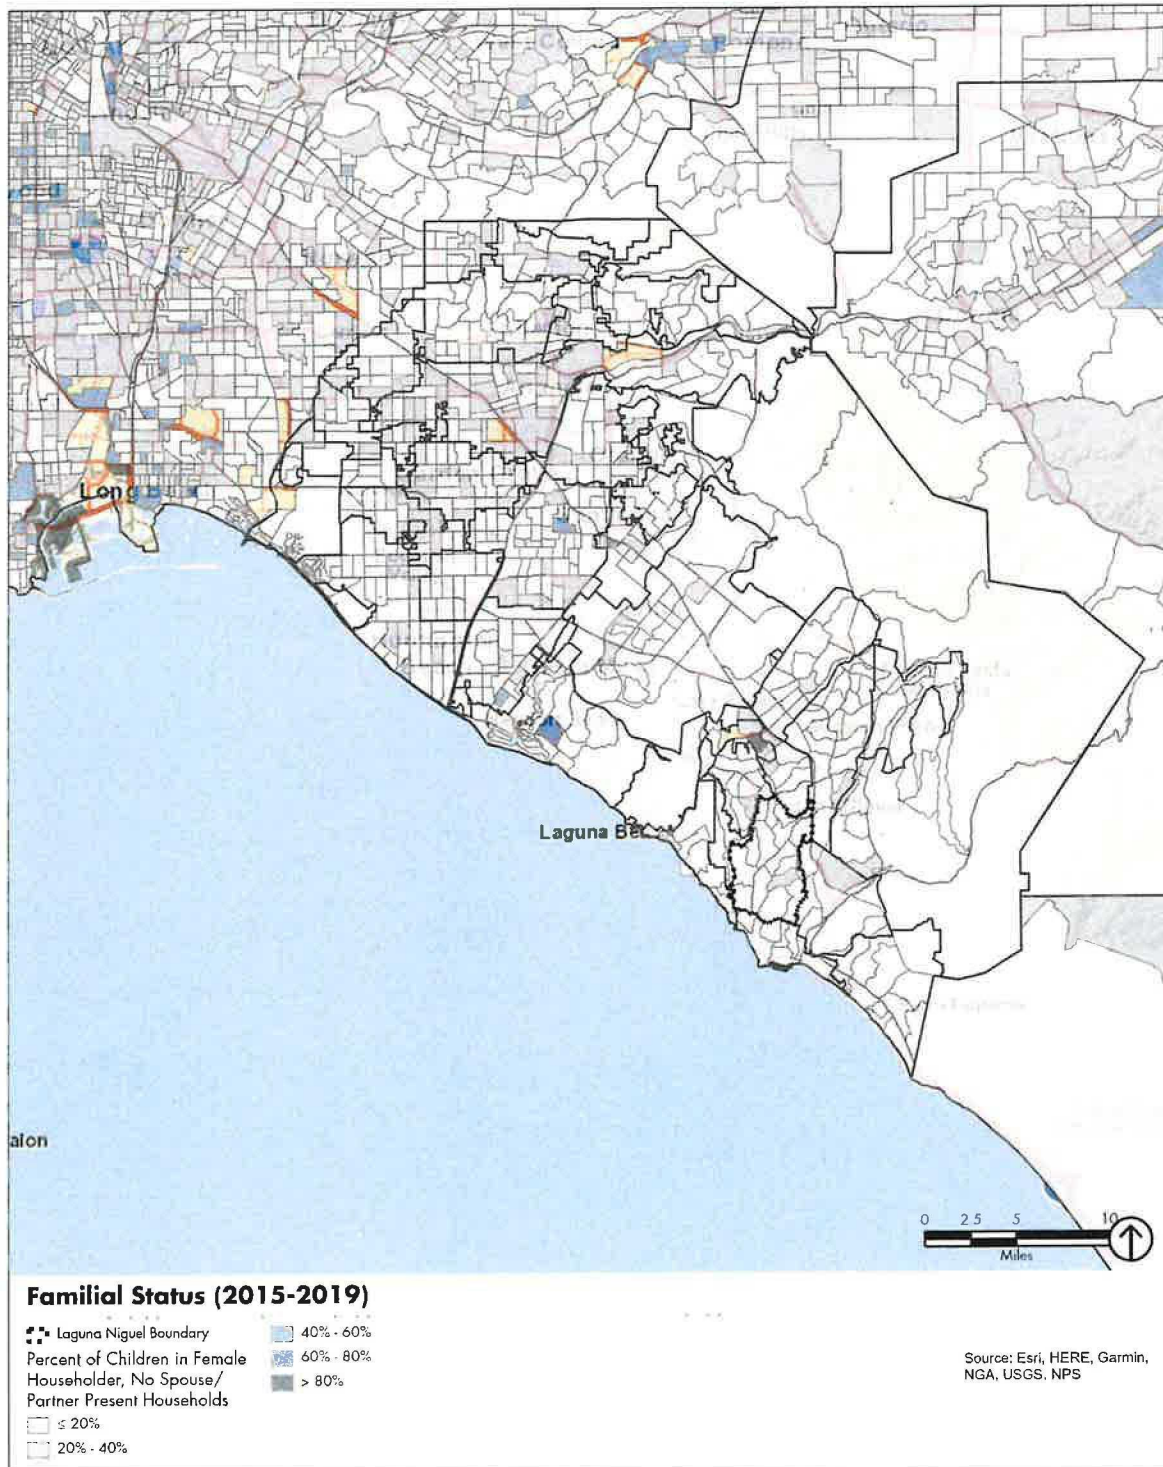 Long
Laguna Be
alon
0 2.5 5 10
Miles
Familial Status (2015-2019)
Laguna Niguel Boundary
Percent of Children in Female
Householder, No Spouse/
Partner Present Households
≤ 20%
20% - 40%
40% - 60%
60% - 80%
> 80%
Source: Esri, HERE, Garmin,
NGA, USGS, NPS